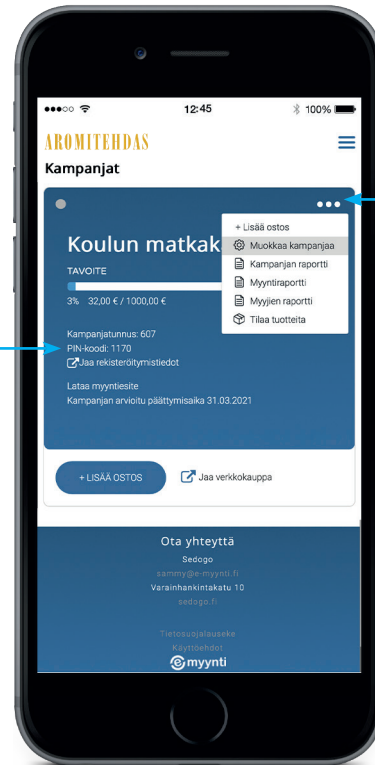 12:45
100%
AROMITEHDAS
Kampanjat
Koulun matkak
TAVOITE
3% 32,00 € / 1000,00 €
Kampanjatunnus: 607
PIN-koodi: 1170
Jaa rekisteröitymistiedot
Lataa myyntiesite
Kampanjan arvioitu päättymisaika 31.03.2021
+ Lisää ostos
Muokkaa kampanjaa
Kampanjan raportti
Myyntiraportti
Myyjien raportti
Tilaa tuotteita
+ LISÄÄ OSTOS
Jaa verkkokauppa
Ota yhteyttä
Sedogo
sammy@e-myynti.fi
Varainhankintakatu 10
sedogo.fi
Tietosuojalauseke
Käyttöehdot
e myynti